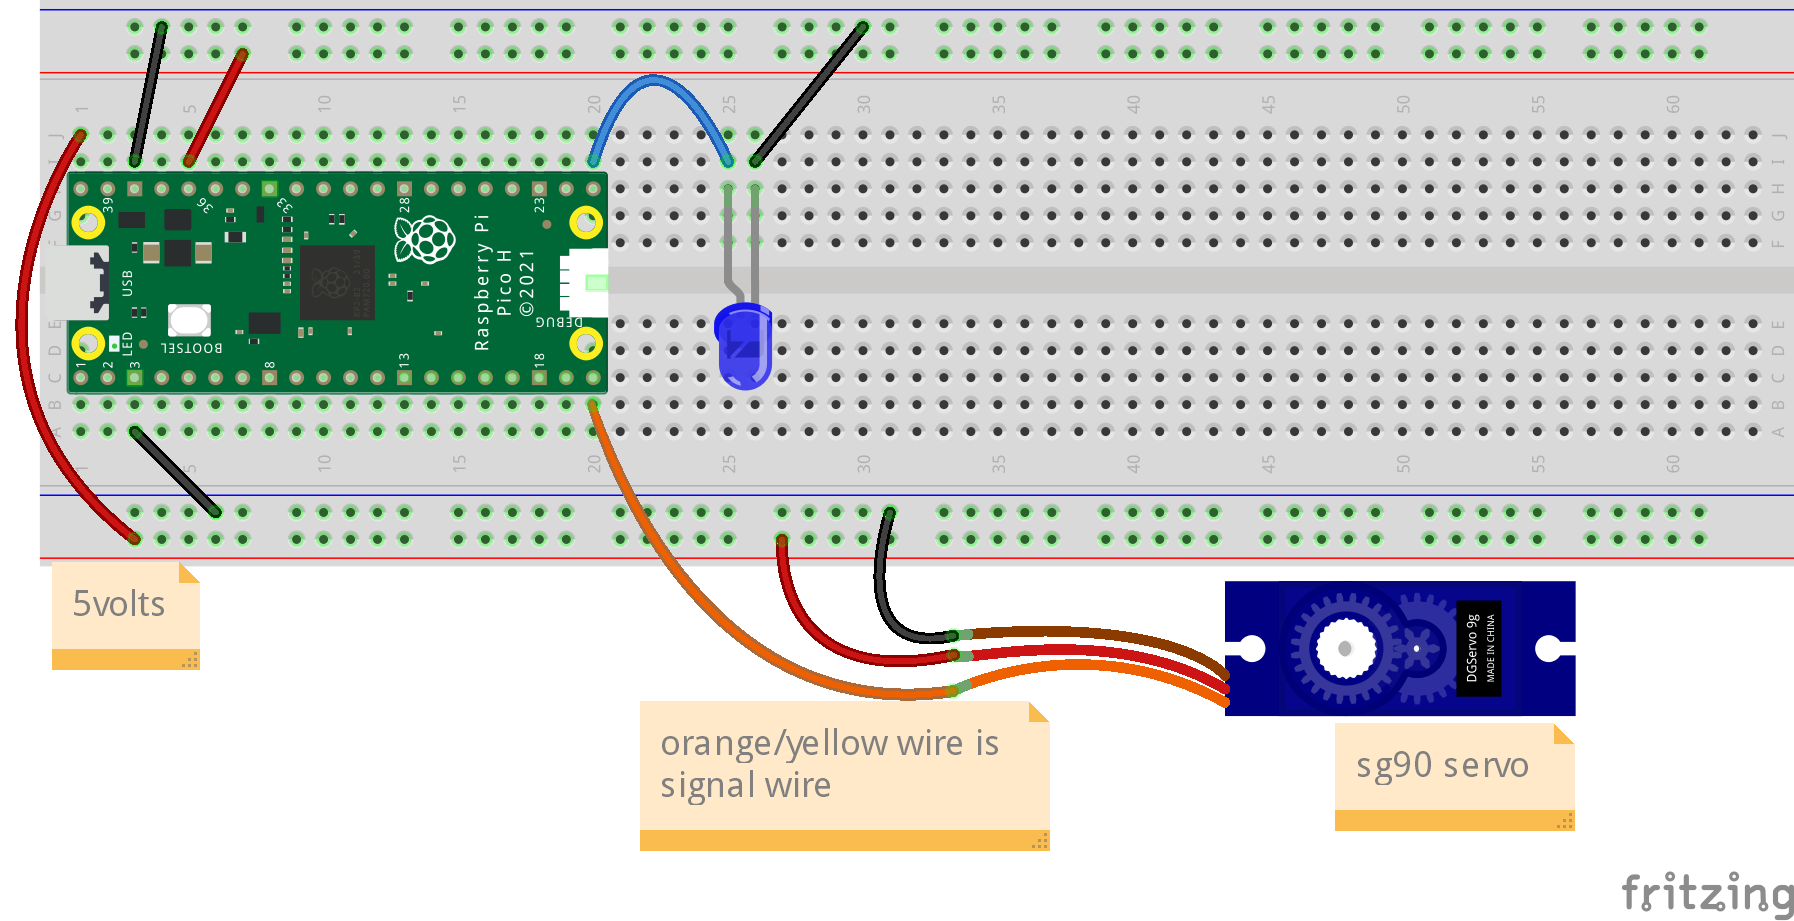 1 5 10 15 20 25 30 35 40 45 50 55 60
J J
I I
H
G G
F F
39 36 33 28 23
USB
Raspberry Pi
Pico H
©2021
DEBUG
BOOTSEL
LED
1 2 3 8 13 18
E E
D D
C C
B B
A A
1 5 10 15 20 25 30 35 40 45 50 55 60
5volts
DGServo 9g
MADE IN CHINA
orange/yellow wire is
signal wire
sg90 servo
fritzing